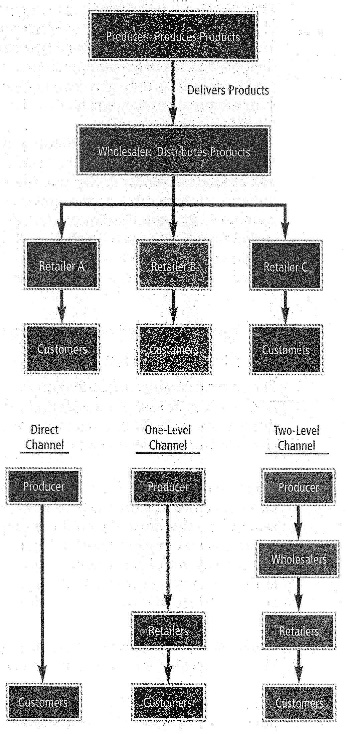 Producer: Produces Products
Delivers Products
Wholesaler: Distributes Products
Retailer A
Retailer B
Retailer C
Customers
Customers
Customers
Direct
Channel
One-Level
Channel
Two-Level
Channel
Producer
Producer
Producer
Wholesalers
Retailers
Retailers
Customers
Customers
Customers